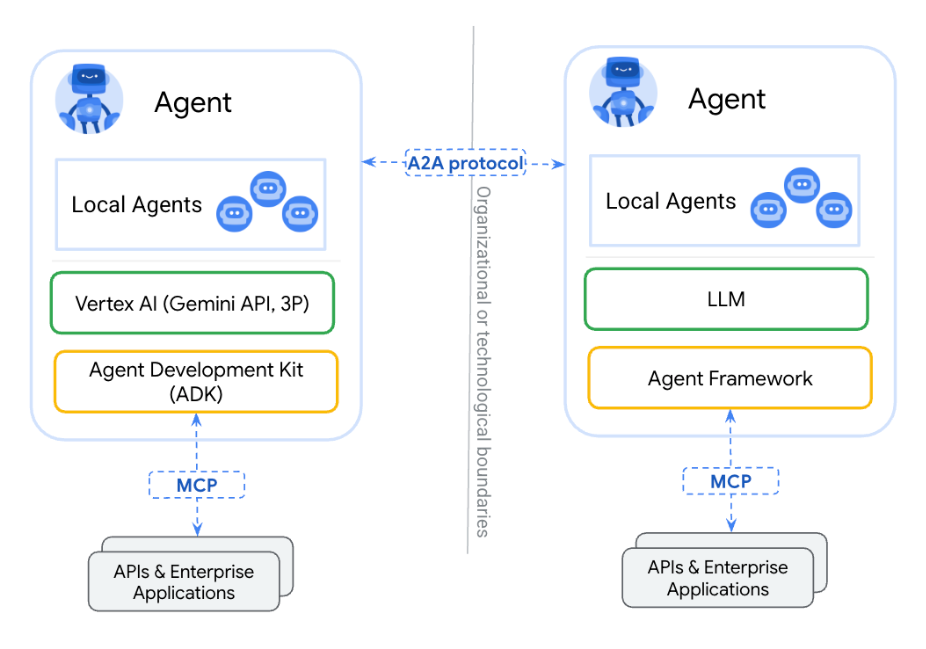 Agent
Local Agents
Vertex AI (Gemini API, 3P)
Agent Development Kit
(ADK)
MCP
APIs & Enterprise
Applications
A2A protocol
Organizational or technological boundaries
Agent
Local Agents
LLM
Agent Framework
MCP
APIs & Enterprise
Applications